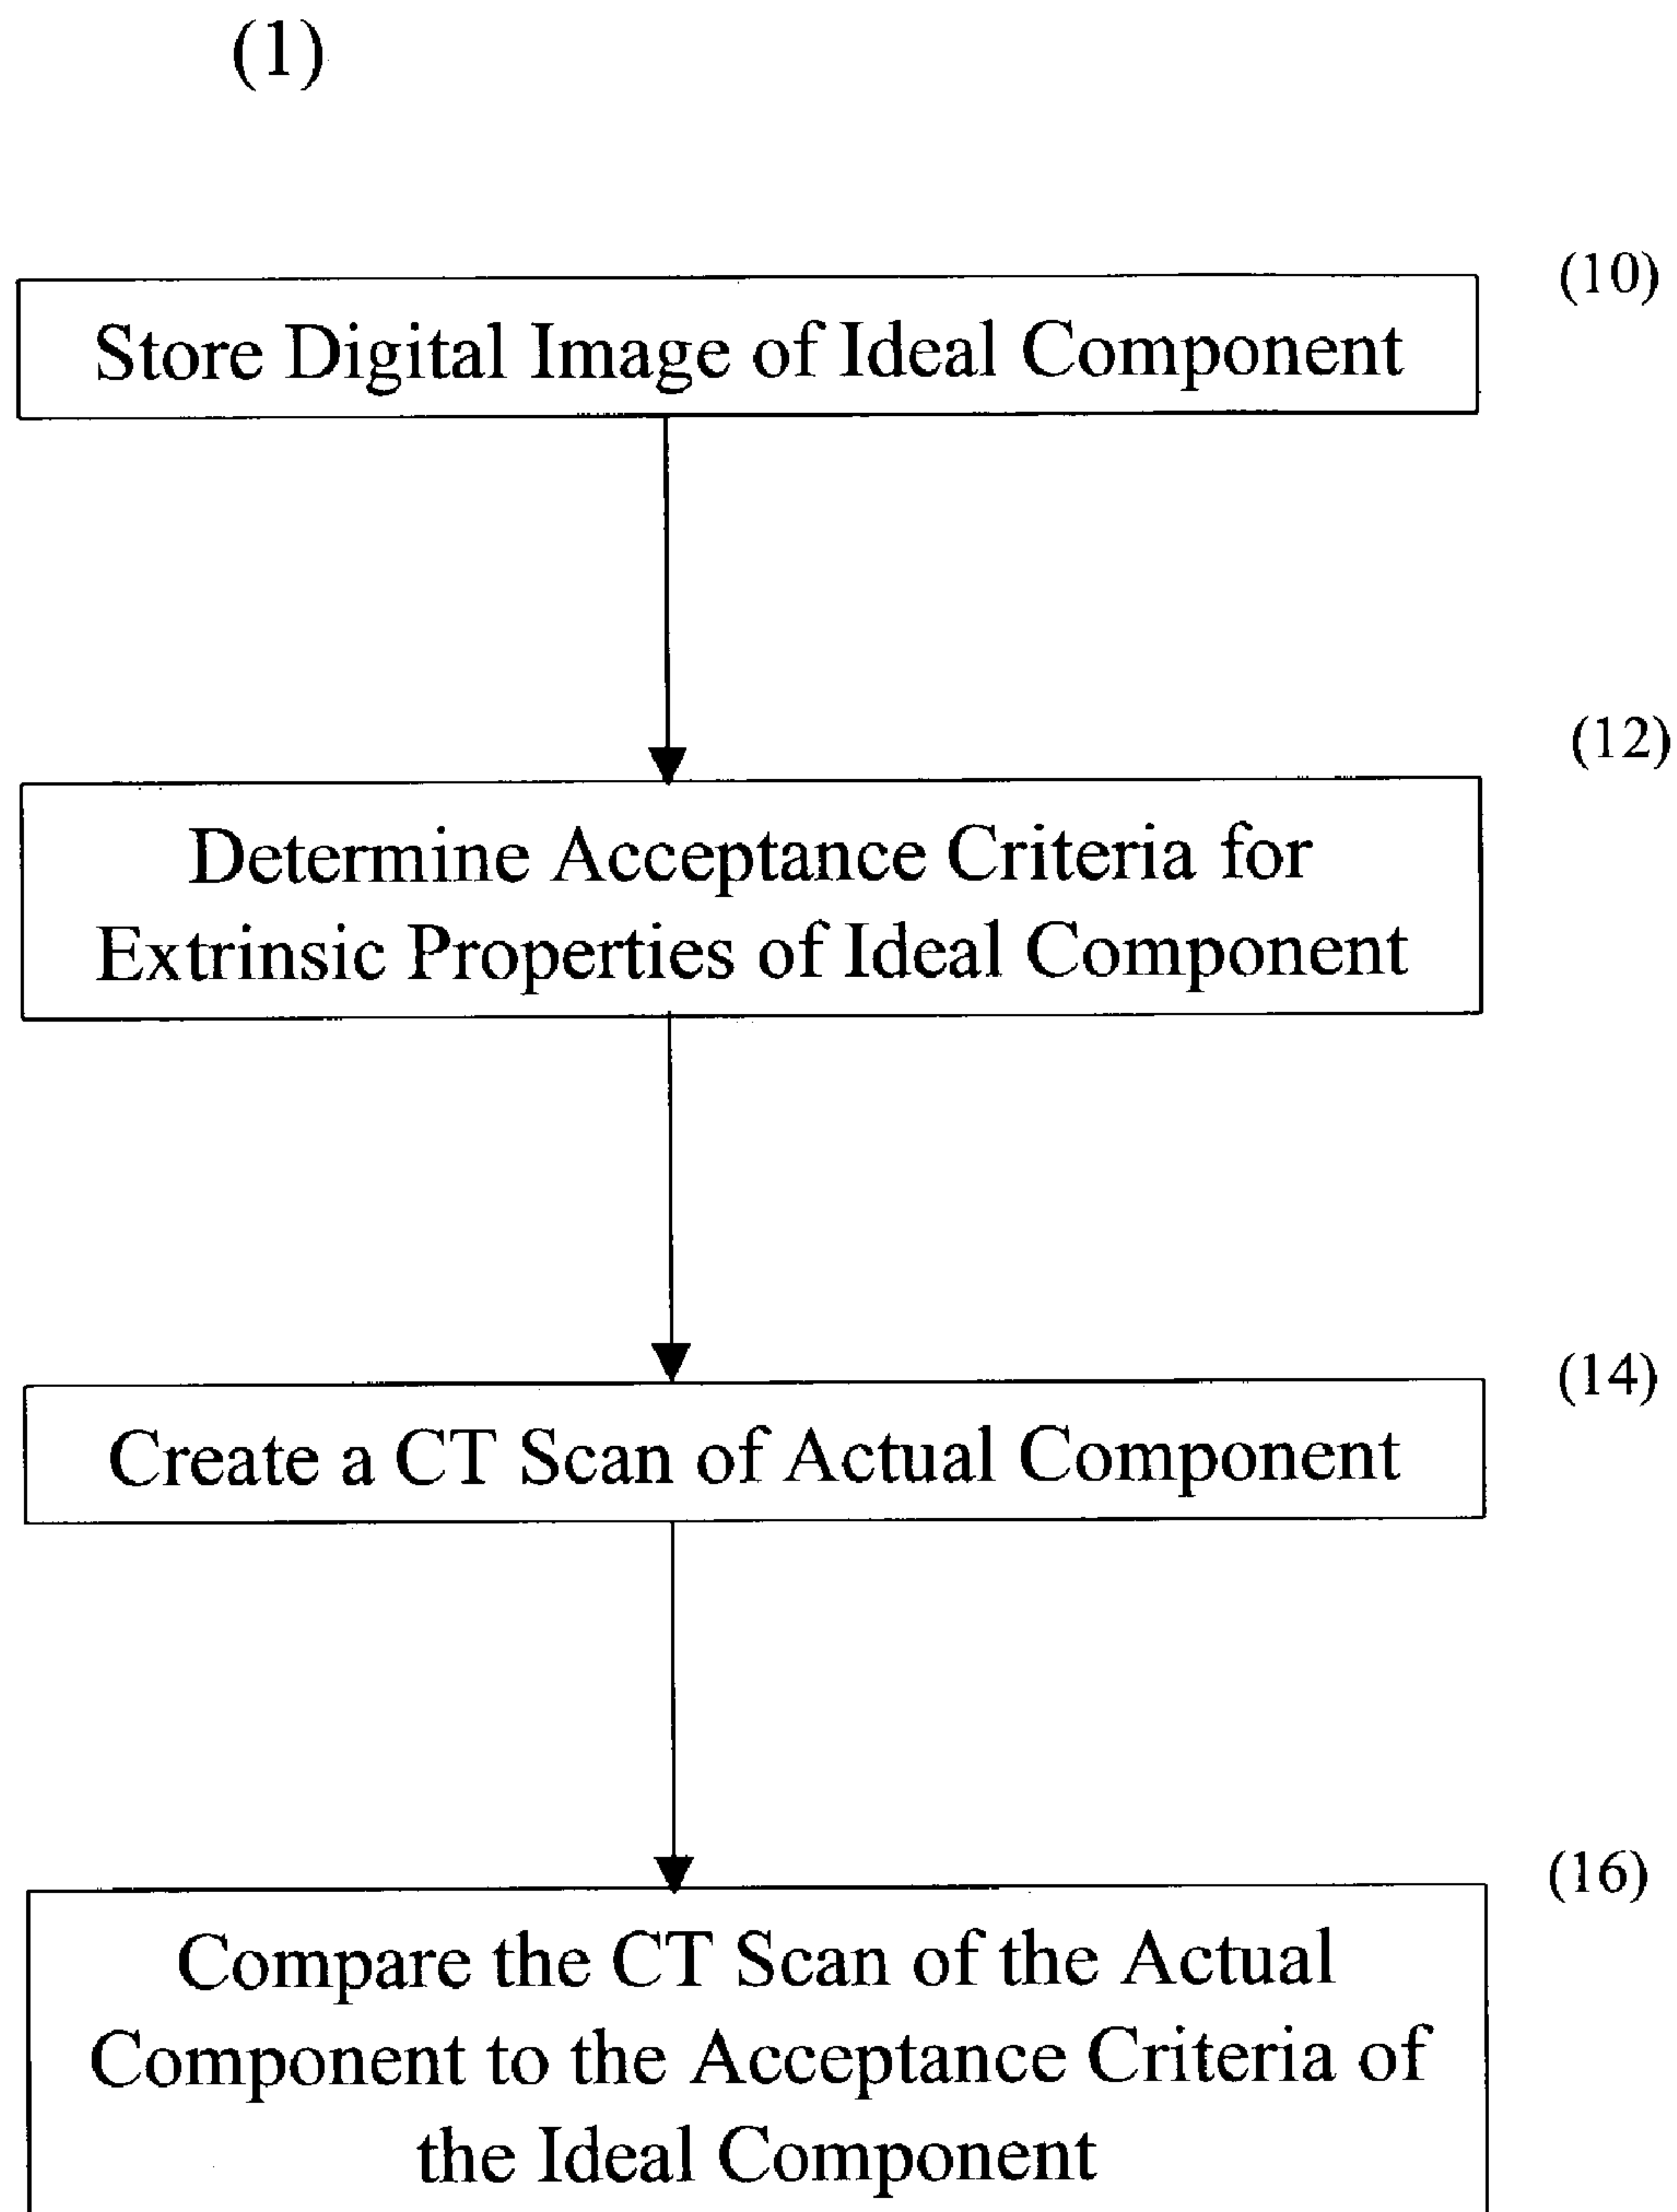 (1)
(10)
Store Digital Image of Ideal Component
(12)
Determine Acceptance Criteria for
Extrinsic Properties of Ideal Component
(14)
Create a CT Scan of Actual Component
(16)
Compare the CT Scan of the Actual
Component to the Acceptance Criteria of
the Ideal Component